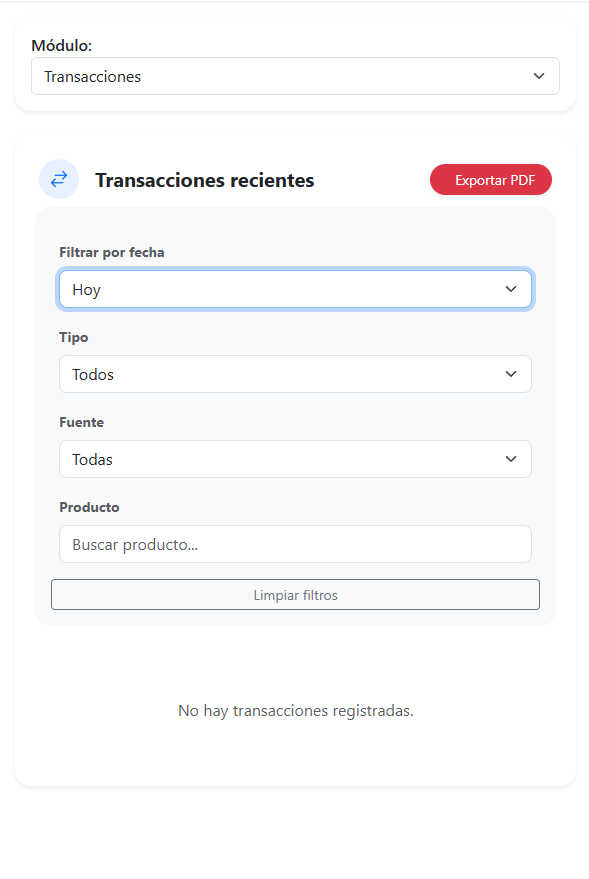 Módulo:
Transacciones
Transacciones recientes
Exportar PDF
Filtrar por fecha
Hoy
Tipo
Todos
Fuente
Todas
Producto
Buscar producto...
Limpiar filtros
No hay transacciones registradas.